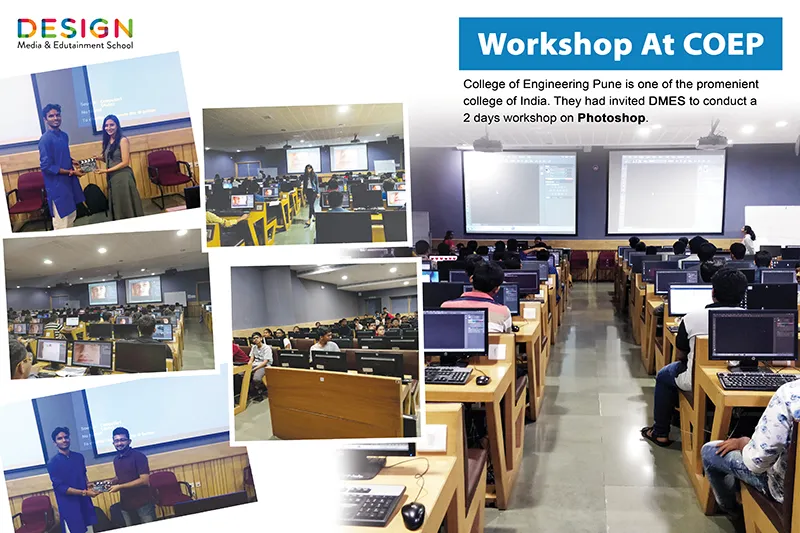 DESIGN
Media & Edutainment School
Workshop At COEP
College of Engineering Pune is one of the promenient
college of India. They had invited DMES to conduct a
2 days workshop on Photoshop.